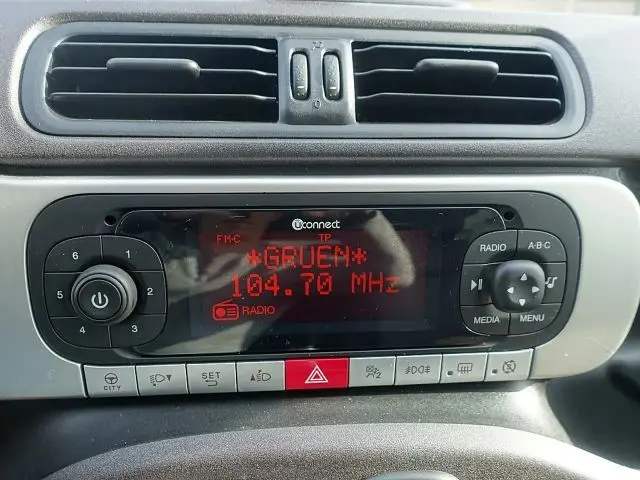 O
uconnect
FM-C TP
*GRUEN*
104.70 MHz
RADIO
6 1
5 2
4 3
RADIO A-B-C
MEDIA MENU
CITY
SET